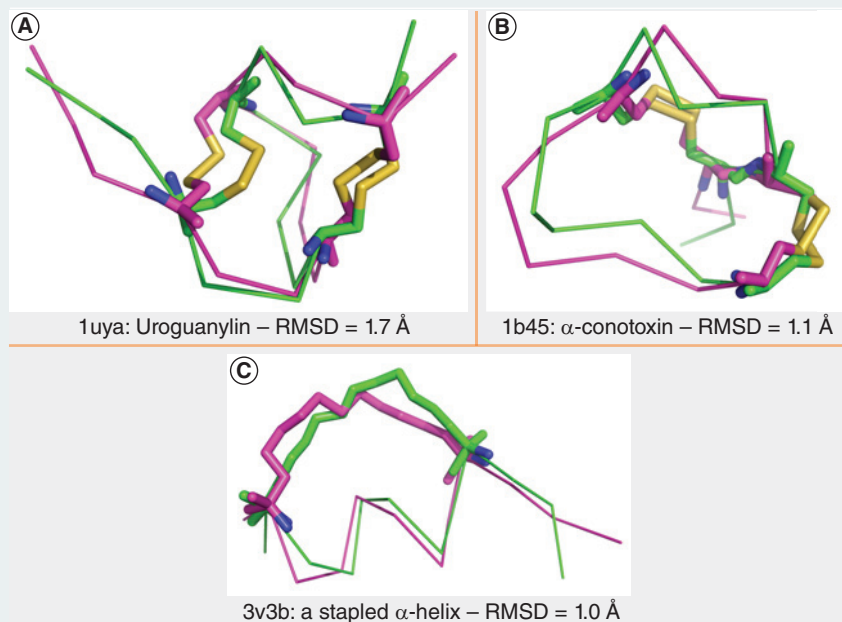 A
B
1uya: Uroguanylin – RMSD = 1.7 Å
1b45: α-conotoxin – RMSD = 1.1 Å
C
3v3b: a stapled α-helix – RMSD = 1.0 Å